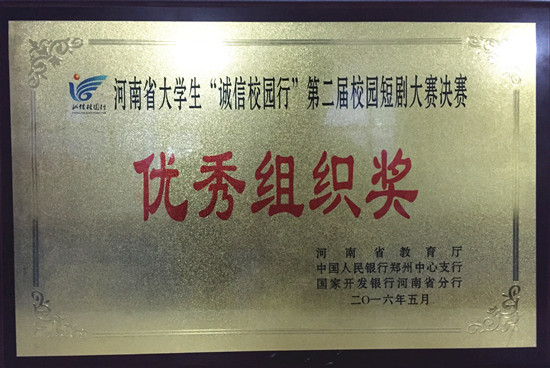 河南省大学生“诚信校园行”第二届校园短剧大赛决赛
优秀组织奖
河南省教育厅
中国人民银行郑州中心支行
国家开发银行河南省分行
二〇一六年五月